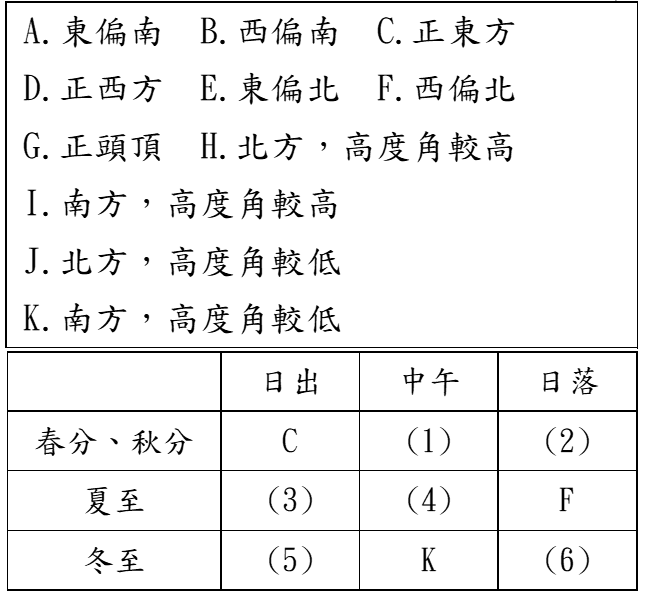 A.東偏南 B.西偏南 C.正東方
D.正西方 E.東偏北 F.西偏北
G.正頭頂 H.北方，高度角較高
I.南方，高度角較高
J.北方，高度角較低
K.南方，高度角較低
日出 中午 日落
春分、秋分 C (1) (2)
夏至 (3) (4) F
冬至 (5) K (6)